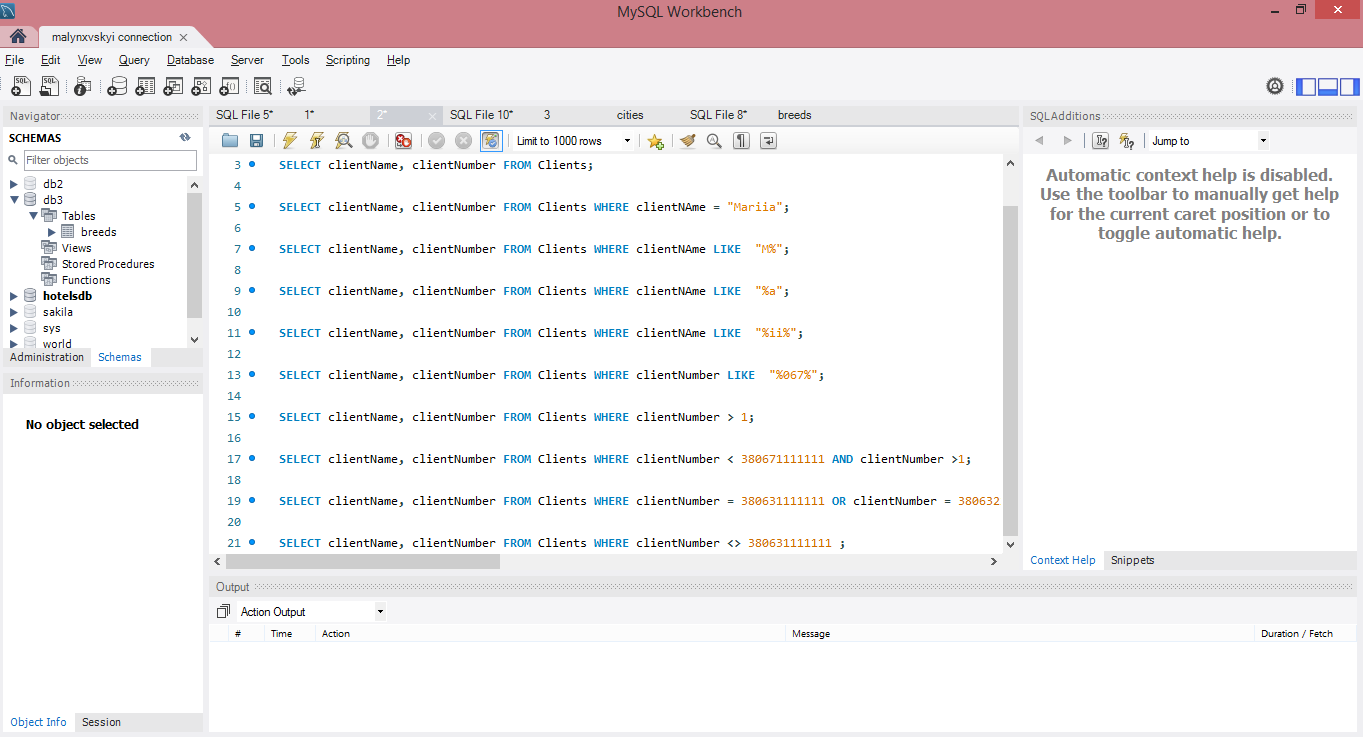 MySQL Workbench
malynxvskyi connection
File Edit View Query Database Server Tools Scripting Help
Navigator
SCHEMAS
Filter objects
db2
db3
Tables
breeds
Views
Stored Procedures
Functions
hotelsdb
sakila
sys
world
Administration Schemas
Information
No object selected
Object Info Session
SQL File 5* 1* 2* SQL File 10* 3 cities SQL File 8* breeds
Limit to 1000 rows
3 SELECT clientName, clientNumber FROM Clients;
4
5 SELECT clientName, clientNumber FROM Clients WHERE clientNAme = "Mariia";
6
7 SELECT clientName, clientNumber FROM Clients WHERE clientNAme LIKE "M%";
8
9 SELECT clientName, clientNumber FROM Clients WHERE clientNAme LIKE "%a";
10
11 SELECT clientName, clientNumber FROM Clients WHERE clientNAme LIKE "%ii%";
12
13 SELECT clientName, clientNumber FROM Clients WHERE clientNumber LIKE "%067%";
14
15 SELECT clientName, clientNumber FROM Clients WHERE clientNumber > 1;
16
17 SELECT clientName, clientNumber FROM Clients WHERE clientNumber < 380671111111 AND clientNumber >1;
18
19 SELECT clientName, clientNumber FROM Clients WHERE clientNumber = 380631111111 OR clientNumber = 380632
20
21 SELECT clientName, clientNumber FROM Clients WHERE clientNumber <> 380631111111 ;
Output
Action Output
# Time Action Message Duration / Fetch
SQLAdditions
Jump to
Automatic context help is disabled.
Use the toolbar to manually get help
for the current caret position or to
toggle automatic help.
Context Help Snippets